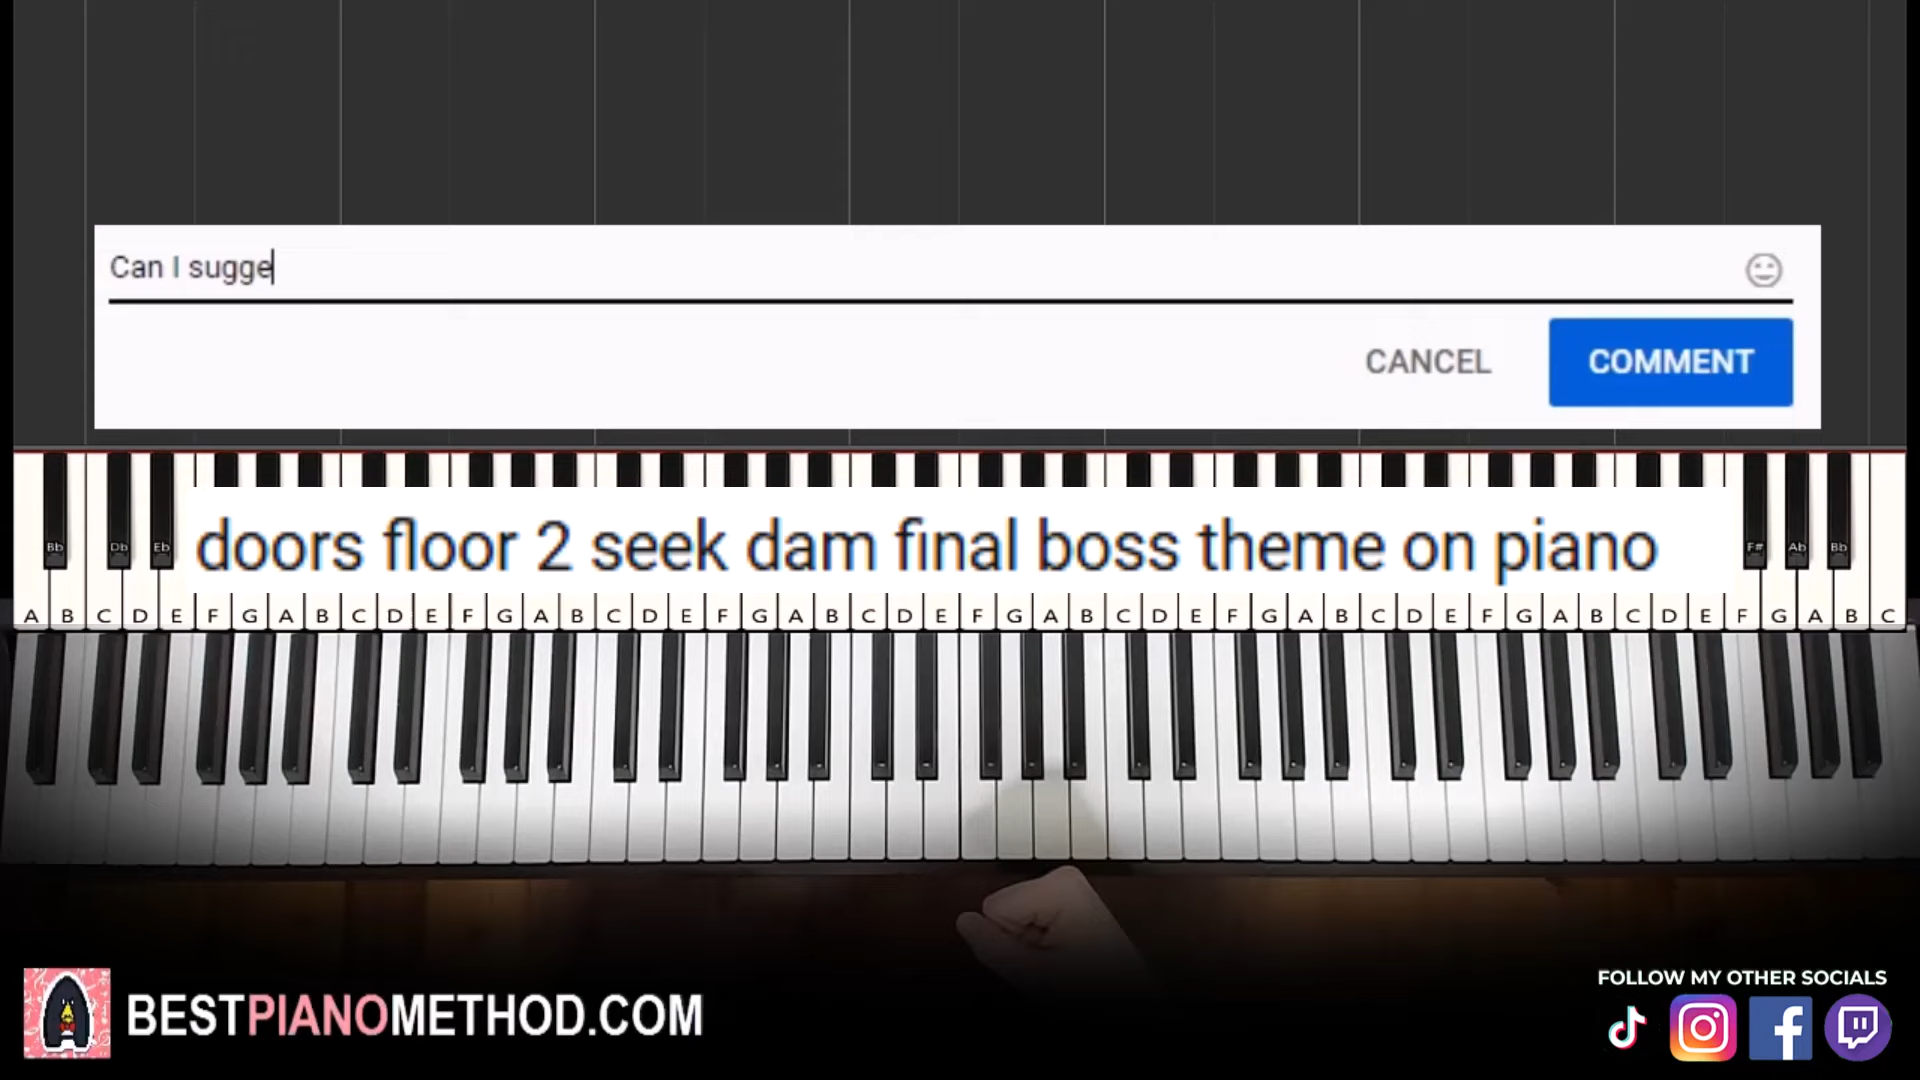 Can I sugge
CANCEL
COMMENT
Bb Db Eb F# Ab Bb
doors floor 2 seek dam final boss theme on piano
A B C D E F G A B C D E F G A B C D E F G A B C D E F G A B C D E F G A B C D E F G A B C D E F G A B C
FOLLOW MY OTHER SOCIALS
BESTPIANOMETHOD.COM